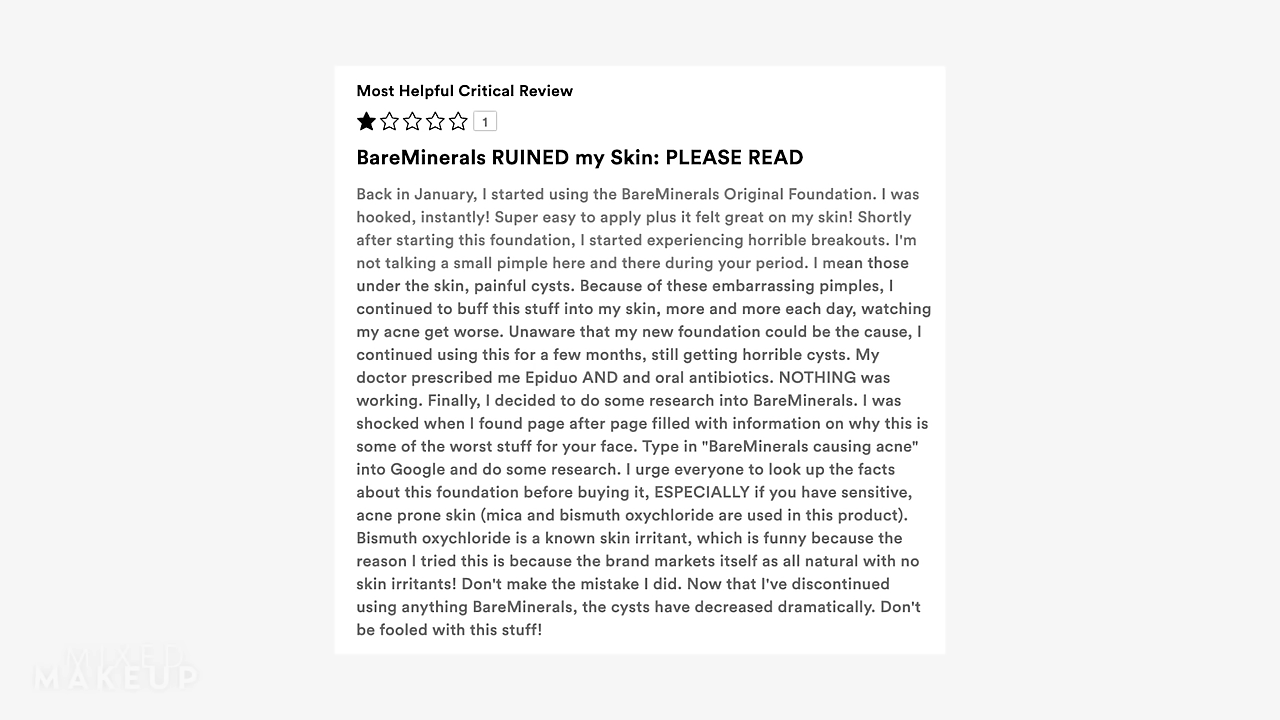 Most Helpful Critical Review
1
BareMinerals RUINED my Skin: PLEASE READ
Back in January, I started using the BareMinerals Original Foundation. I was
hooked, instantly! Super easy to apply plus it felt great on my skin! Shortly
after starting this foundation, I started experiencing horrible breakouts. I'm
not talking a small pimple here and there during your period. I mean those
under the skin, painful cysts. Because of these embarrassing pimples, I
continued to buff this stuff into my skin, more and more each day, watching
my acne get worse. Unaware that my new foundation could be the cause, I
continued using this for a few months, still getting horrible cysts. My
doctor prescribed me Epiduo AND and oral antibiotics. NOTHING was
working. Finally, I decided to do some research into BareMinerals. I was
shocked when I found page after page filled with information on why this is
some of the worst stuff for your face. Type in "BareMinerals causing acne"
into Google and do some research. I urge everyone to look up the facts
about this foundation before buying it, ESPECIALLY if you have sensitive,
acne prone skin (mica and bismuth oxychloride are used in this product).
Bismuth oxychloride is a known skin irritant, which is funny because the
reason I tried this is because the brand markets itself as all natural with no
skin irritants! Don't make the mistake I did. Now that I've discontinued
using anything BareMinerals, the cysts have decreased dramatically. Don't
be fooled with this stuff!
MIXED
MAKEUP